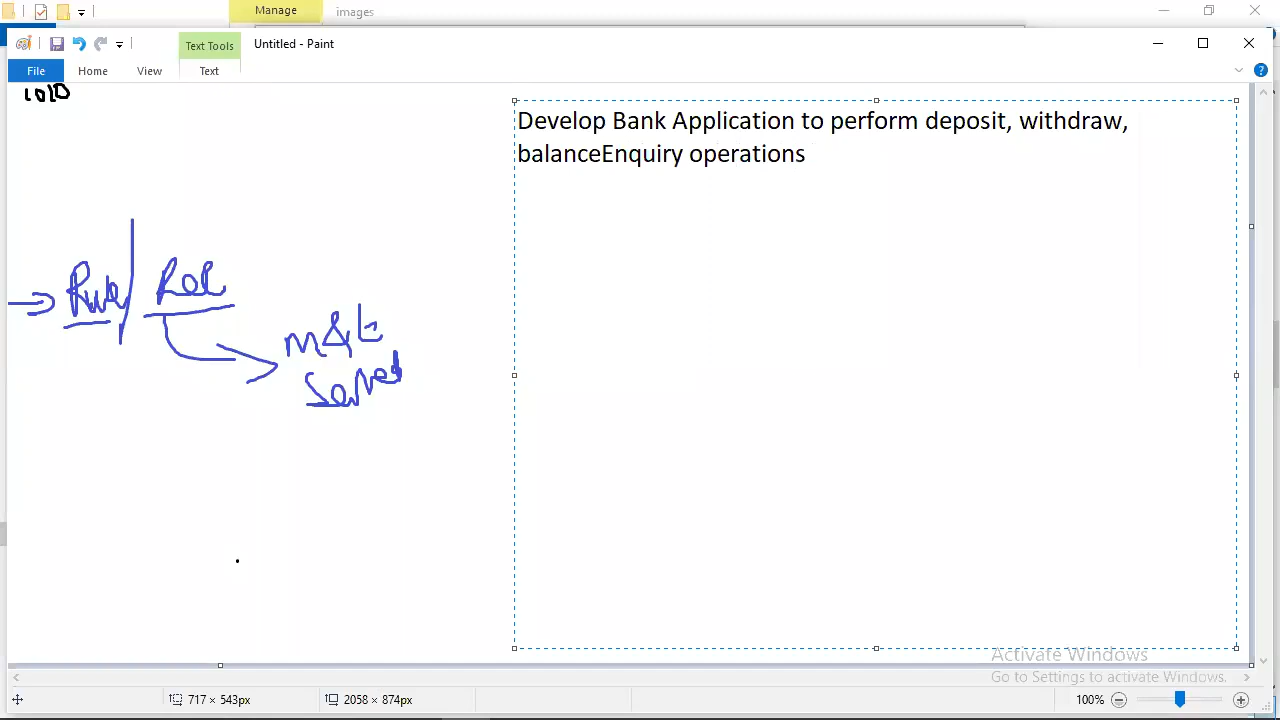 Manage
images
Text Tools
Untitled - Paint
File
Home
View
Text
1010
Develop Bank Application to perform deposit, withdraw,
balanceEnquiry operations
m&t
Activate Windows
Go to Settings to activate Windows.
717 × 543px
2058 × 874px
100%